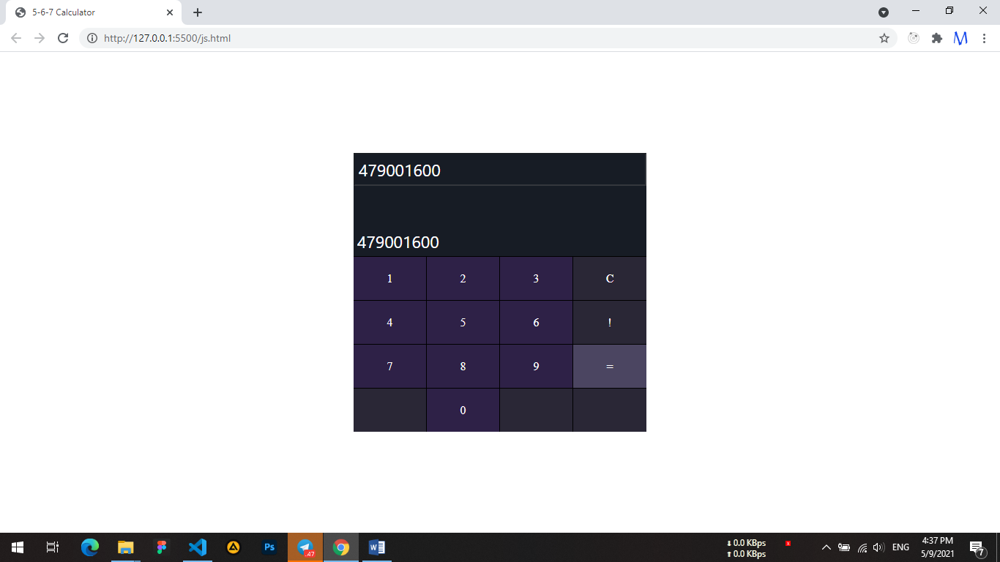 5-6-7 Calculator
http://127.0.0.1:5500/js.html
479001600
479001600
1 2 3 C
4 5 6 !
7 8 9 =
0
Ps
.47
W
0.0 KBps
0.0 KBps
x
ENG
4:37 PM
5/9/2021
7